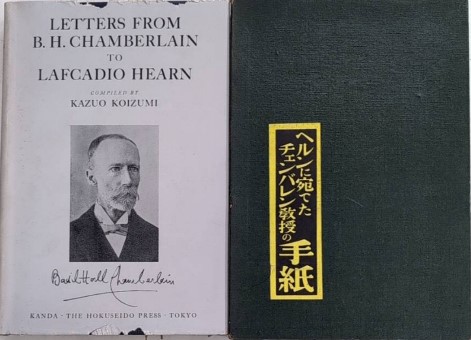 LETTERS FROM
B. H. CHAMBERLAIN
TO
LAFCADIO HEARN
COMPILED BY
KAZUO KOIZUMI
Basil Hall Chamberlain
KANDA · THE HOKUSEIDO PRESS · TOKYO
ヘルンに宛てた
チェンバレン教授の
手紙